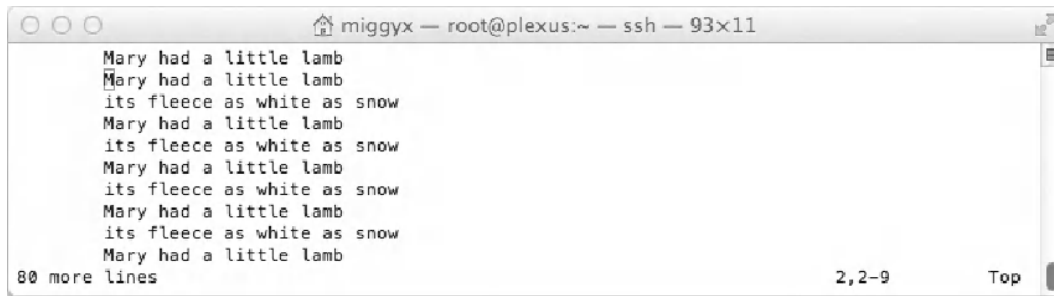 miggyx — root@plexus:~ — ssh — 93×11
Mary had a little lamb
Mary had a little lamb
its fleece as white as snow
Mary had a little lamb
its fleece as white as snow
Mary had a little lamb
its fleece as white as snow
Mary had a little lamb
its fleece as white as snow
Mary had a little lamb
80 more lines 2,2-9 Top